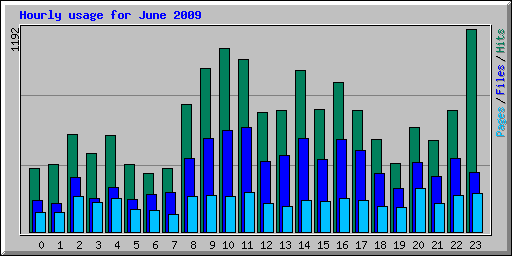 Hourly usage for June 2009
1192
Pages / Files / Hits
0 1 2 3 4 5 6 7 8 9 10 11 12 13 14 15 16 17 18 19 20 21 22 23